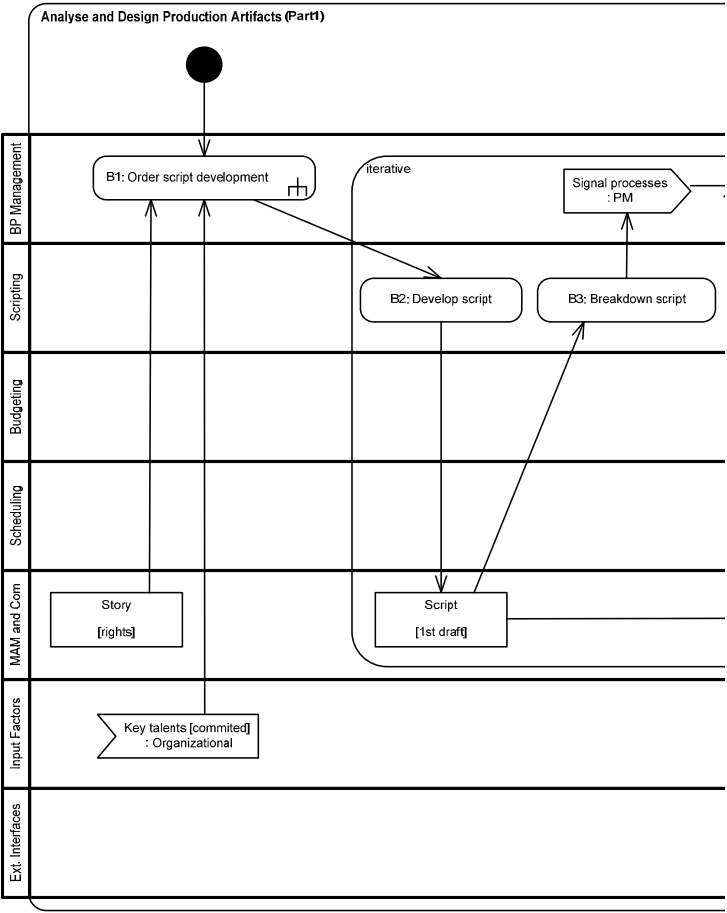 Analyse and Design Production Artifacts (Part1)
BP Management
B1: Order script development
iterative
Signal processes
: PM
Scripting
B2: Develop script
B3: Breakdown script
Budgeting
Scheduling
MAM and Com
Story
[rights]
Script
[1st draft]
Input Factors
Key talents [commited]
: Organizational
Ext. Interfaces